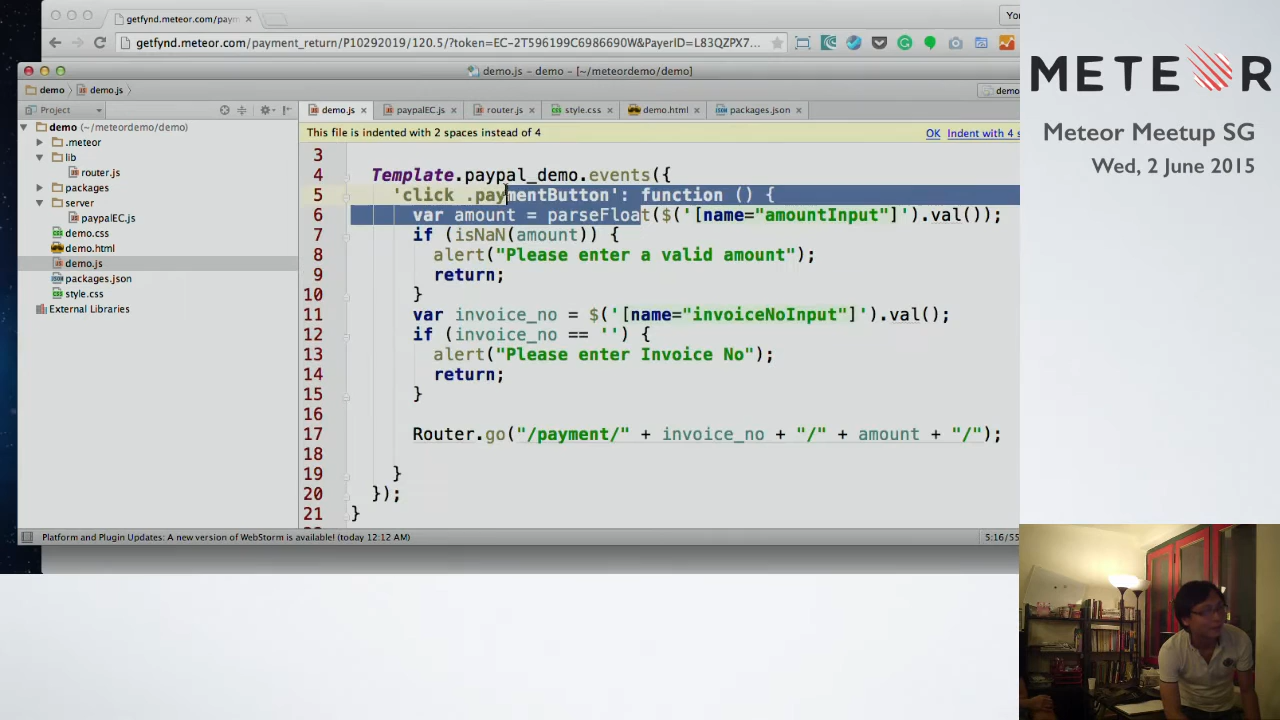 getfynd.meteor.com/paym
You
getfynd.meteor.com/payment_return/P10292019/120.5/?token=EC-2T596199C6986690W&PayerID=L83QZPX7...
demo.js - demo - [~/meteordemo/demo]
demo
demo.js
demo
Project
demo.js
paypalEC.js
router.js
style.css
demo.html
packages.json
This file is indented with 2 spaces instead of 4
OK
Indent with 4 s
demo (~/meteordemo/demo)
.meteor
lib
router.js
packages
server
paypalEC.js
demo.css
demo.html
demo.js
packages.json
style.css
External Libraries
3
4 Template.paypal_demo.events({
5 'click .paymentButton': function () {
6 var amount = parseFloat($('[name="amountInput"]').val());
7 if (isNaN(amount)) {
8 alert("Please enter a valid amount");
9 return;
10 }
11 var invoice_no = $('[name="invoiceNoInput"]').val();
12 if (invoice_no == '') {
13 alert("Please enter Invoice No");
14 return;
15 }
16
17 Router.go("/payment/" + invoice_no + "/" + amount + "/");
18
19 }
20 });
21 }
Platform and Plugin Updates: A new version of WebStorm is available! (today 12:12 AM)
5:16/55
METEOR
Meteor Meetup SG
Wed, 2 June 2015